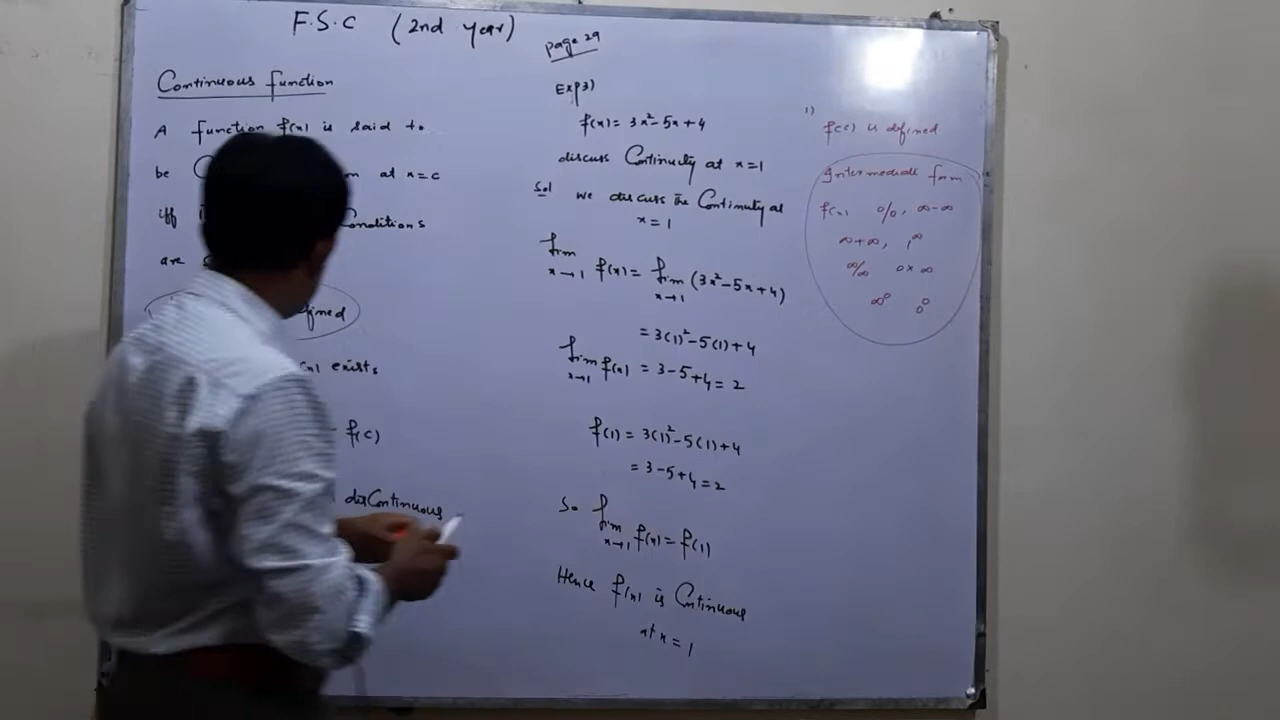 F.S.C (2nd year)
Continuous function
A function f(x) is said to
be at x=c
iff Conditions
are
exists
f(c)
disContinuous
page 29
Exp3)
f(x) = 3x²-5x+4
discuss Continuity at x=1
Sol we discuss the Continuity at
x=1
lim x→1 f(x) = lim x→1 (3x²-5x+4)
= 3(1)²-5(1)+4
lim x→1 f(x) = 3-5+4=2
f(1) = 3(1)²-5(1)+4
= 3-5+4=2
So lim x→1 f(x) = f(1)
Hence f(x) is Continuous
at x=1
1)
f(c) is defined
Intermediate form
f(x) 0/0, ∞-∞
∞+∞, 1^∞
∞/∞ 0×∞
∞⁰ 0⁰